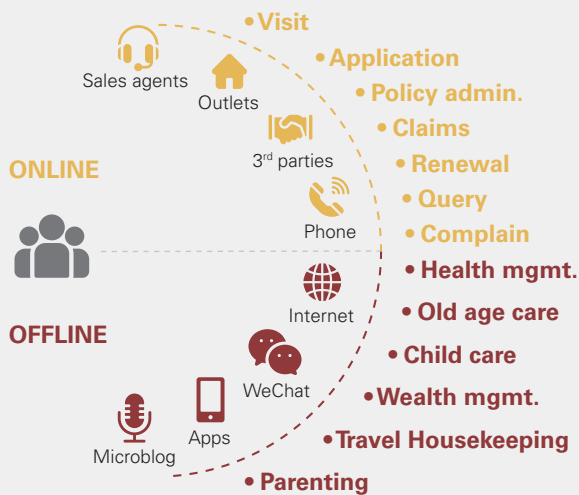 • Visit
Sales agents
• Application
Outlets
• Policy admin.
• Claims
3rd parties
ONLINE
• Renewal
• Query
Phone
• Complain
• Health mgmt.
Internet
• Old age care
OFFLINE
• Child care
WeChat
• Wealth mgmt.
Apps
• Travel Housekeeping
Microblog
• Parenting